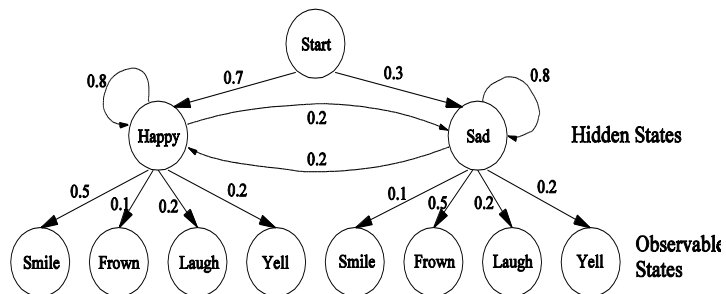 Start
0.8
0.7
0.3
0.8
Happy
0.2
Sad
Hidden States
0.2
0.5
0.1
0.2
0.2
0.1
0.5
0.2
0.2
Smile
Frown
Laugh
Yell
Smile
Frown
Laugh
Yell
Observable
States